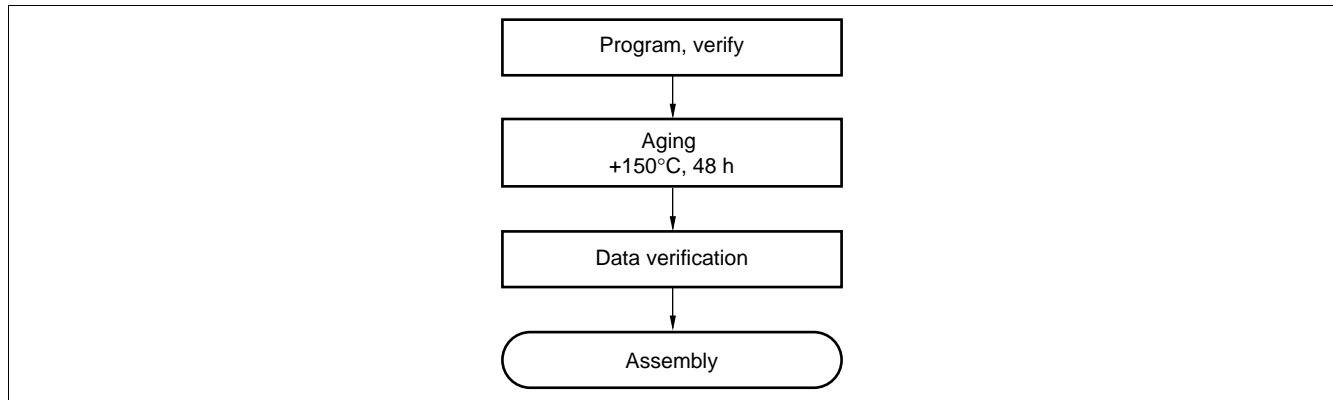 Program, verify
Aging
+150°C, 48 h
Data verification
Assembly